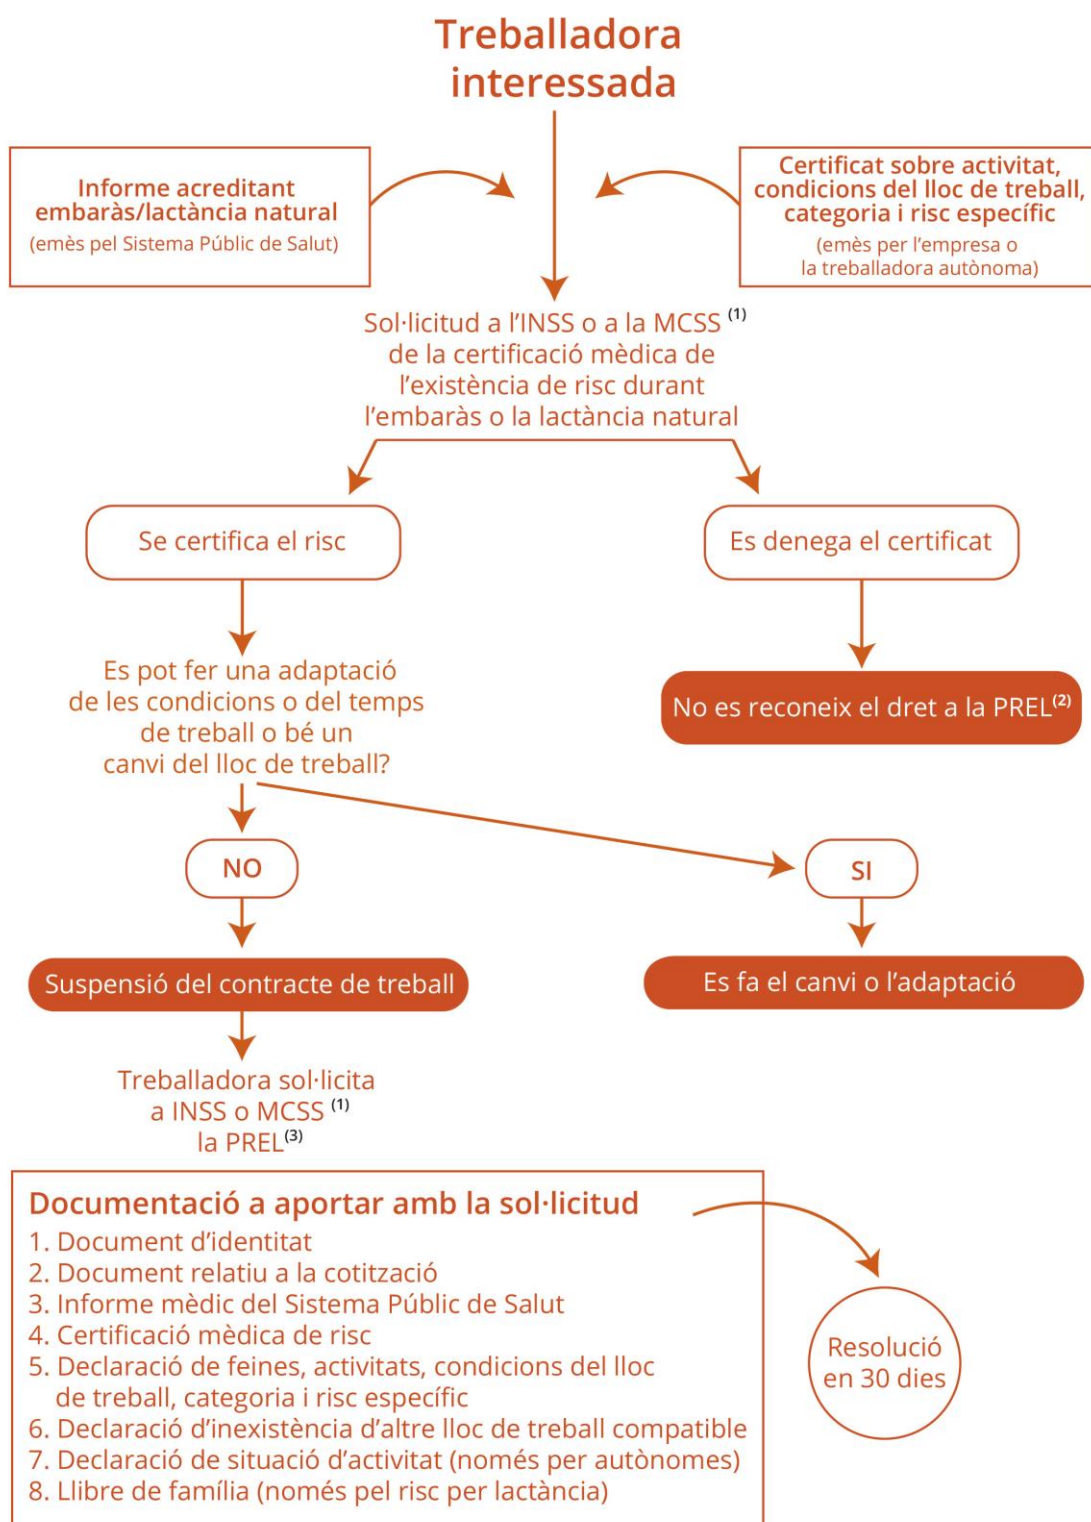 Treballadora
interessada
Informe acreditant
embaràs/lactància natural
(emès pel Sistema Públic de Salut)
Certificat sobre activitat,
condicions del lloc de treball,
categoria i risc específic
(emès per l'empresa o
la treballadora autònoma)
Sol·licitud a l'INSS o a la MCSS (1)
de la certificació mèdica de
l'existència de risc durant
l'embaràs o la lactància natural
Se certifica el risc
Es denega el certificat
Es pot fer una adaptació
de les condicions o del temps
de treball o bé un
canvi del lloc de treball?
No es reconeix el dret a la PREL(2)
NO
SI
Suspensió del contracte de treball
Es fa el canvi o l'adaptació
Treballadora sol·licita
a INSS o MCSS (1)
la PREL(3)
Documentació a aportar amb la sol·licitud
1. Document d'identitat
2. Document relatiu a la cotització
3. Informe mèdic del Sistema Públic de Salut
4. Certificació mèdica de risc
5. Declaració de feines, activitats, condicions del lloc
de treball, categoria i risc específic
6. Declaració d'inexistència d'altre lloc de treball compatible
7. Declaració de situació d'activitat (només per autònomes)
8. Llibre de família (només pel risc per lactància)
Resolució
en 30 dies